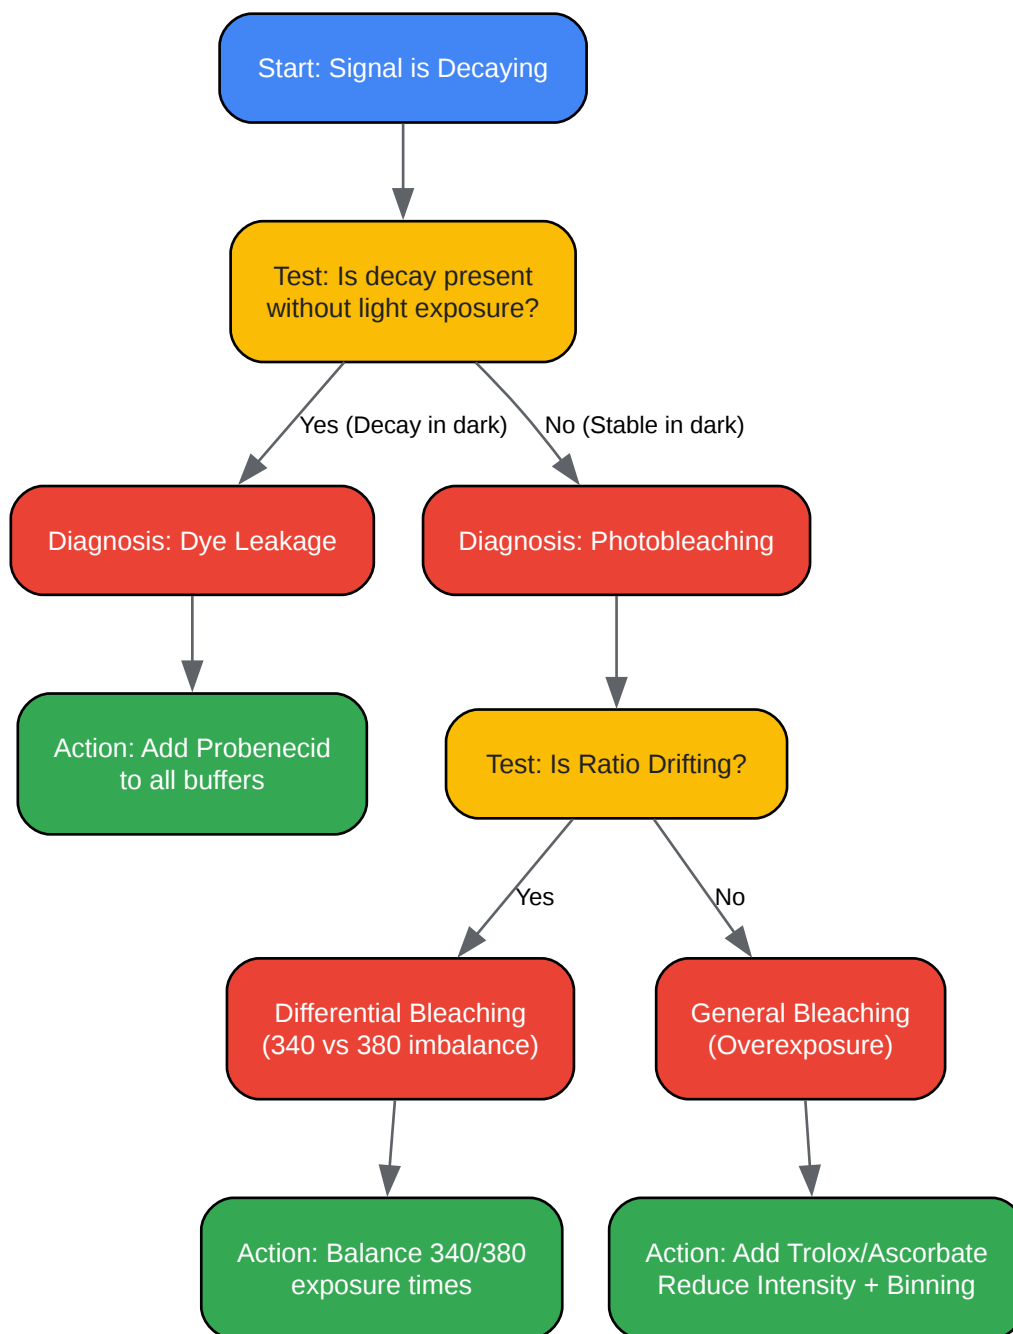 Start: Signal is Decaying
Test: Is decay present
without light exposure?
Yes (Decay in dark)
No (Stable in dark)
Diagnosis: Dye Leakage
Diagnosis: Photobleaching
Action: Add Probenecid
to all buffers
Test: Is Ratio Drifting?
Yes
No
Differential Bleaching
(340 vs 380 imbalance)
General Bleaching
(Overexposure)
Action: Balance 340/380
exposure times
Action: Add Trolox/Ascorbate
Reduce Intensity + Binning